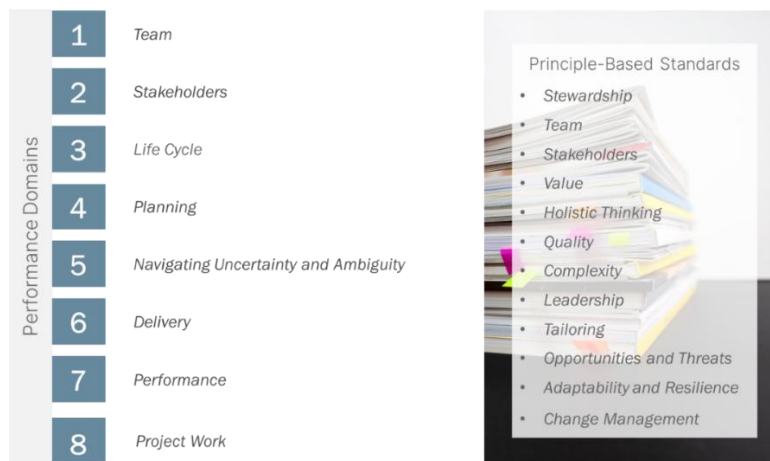 Performance Domains
1 Team
2 Stakeholders
3 Life Cycle
4 Planning
5 Navigating Uncertainty and Ambiguity
6 Delivery
7 Performance
8 Project Work
Principle-Based Standards
• Stewardship
• Team
• Stakeholders
• Value
• Holistic Thinking
• Quality
• Complexity
• Leadership
• Tailoring
• Opportunities and Threats
• Adaptability and Resilience
• Change Management